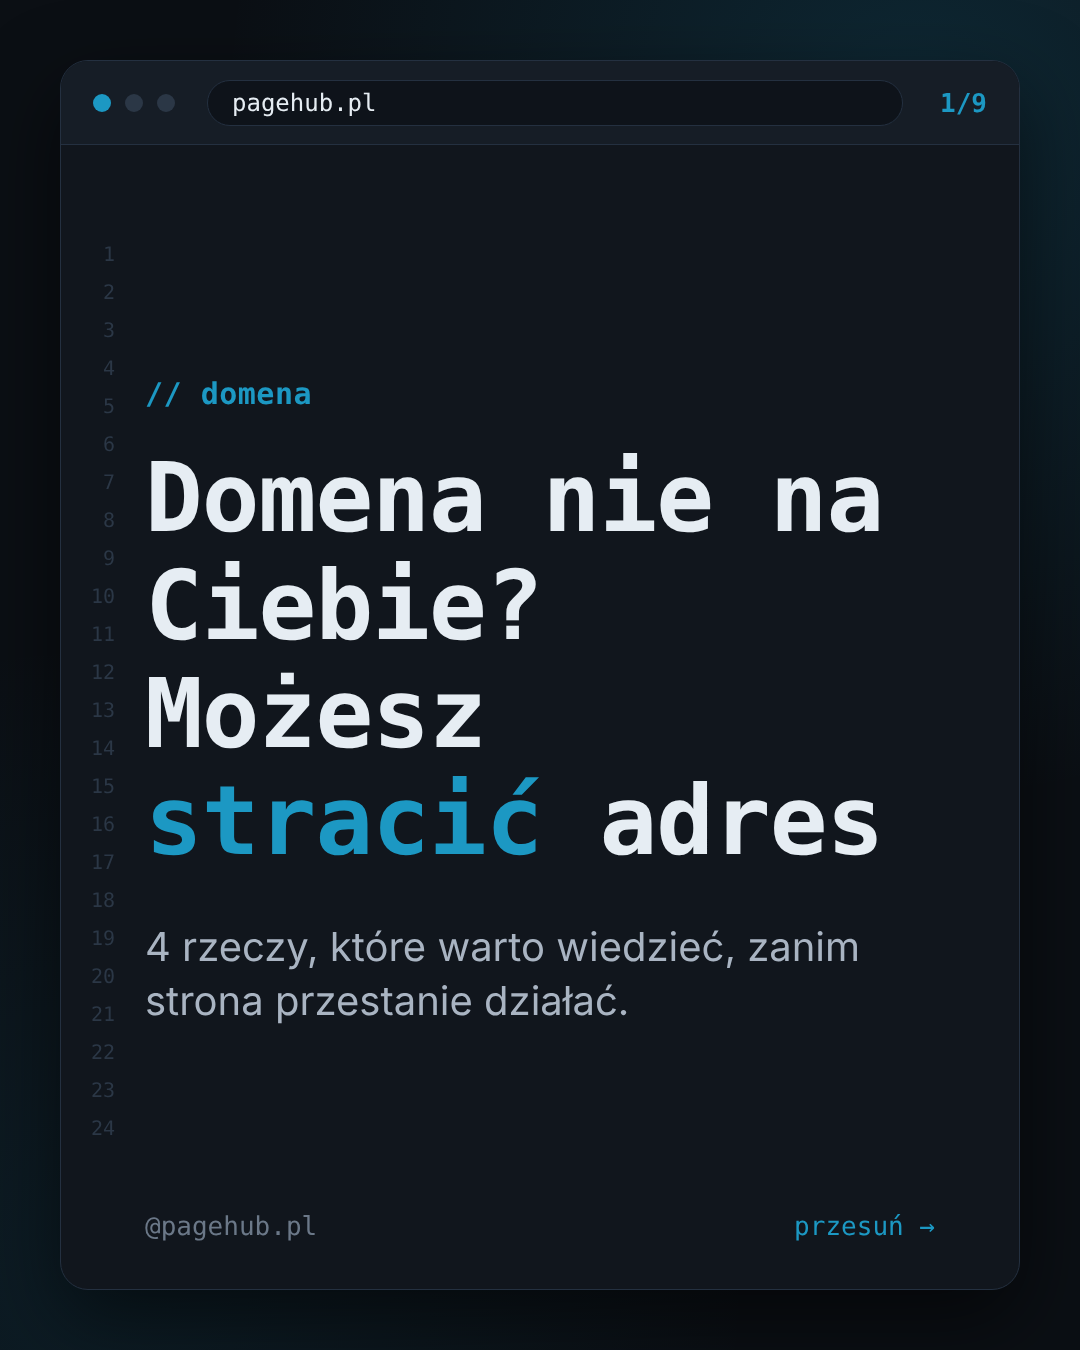 pagehub.pl
1/9
1
2
3
4
// domena
5
6
Domena nie na
7
8
9
Ciebie?
10
11
12
Możesz
13
14
15
stracić adres
16
17
18
4 rzeczy, które warto wiedzieć, zanim
19
20
strona przestanie działać.
21
22
23
24
@pagehub.pl
przesuń →